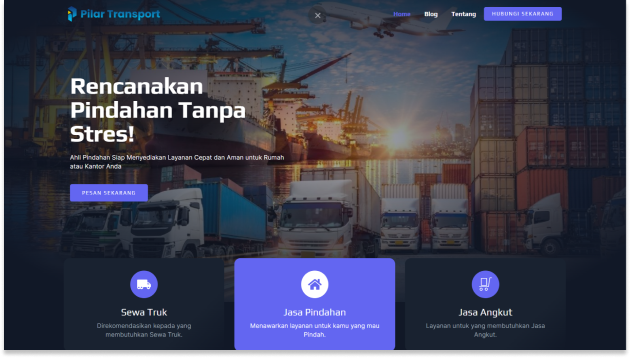 Pilar Transport
Home Blog Tentang HUBUNGI SEKARANG
Rencanakan
Pindahan Tanpa
Stres!
Ahli Pindahan Siap Menyediakan Layanan Cepat dan Aman untuk Rumah
atau Kantor Anda
PESAN SEKARANG
Sewa Truk
Direkomendasikan kepada yang
membutuhkan Sewa Truk.
Jasa Pindahan
Menawarkan layanan untuk kamu yang mau
Pindah.
Jasa Angkut
Layanan untuk yang membutuhkan Jasa
Angkut.